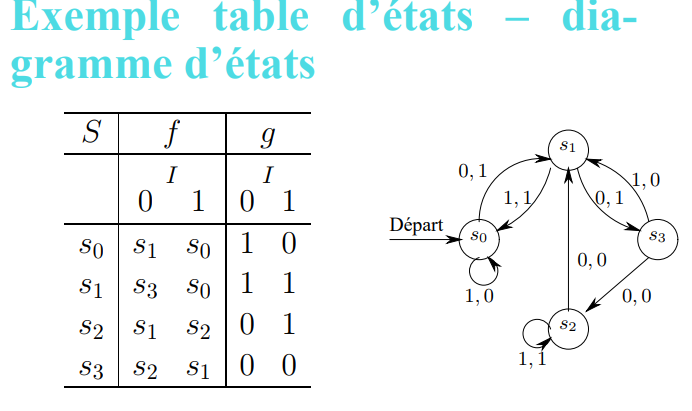 Exemple table d'états – dia-
gramme d'états
S f g
I I
0 1 0 1
s0 s1 s0 1 0
s1 s3 s0 1 1
s2 s1 s2 0 1
s3 s2 s1 0 0
s1
0, 1
1, 0
1, 1
0, 1
Départ
s0
s3
0, 0
1, 0
0, 0
s2
1, 1